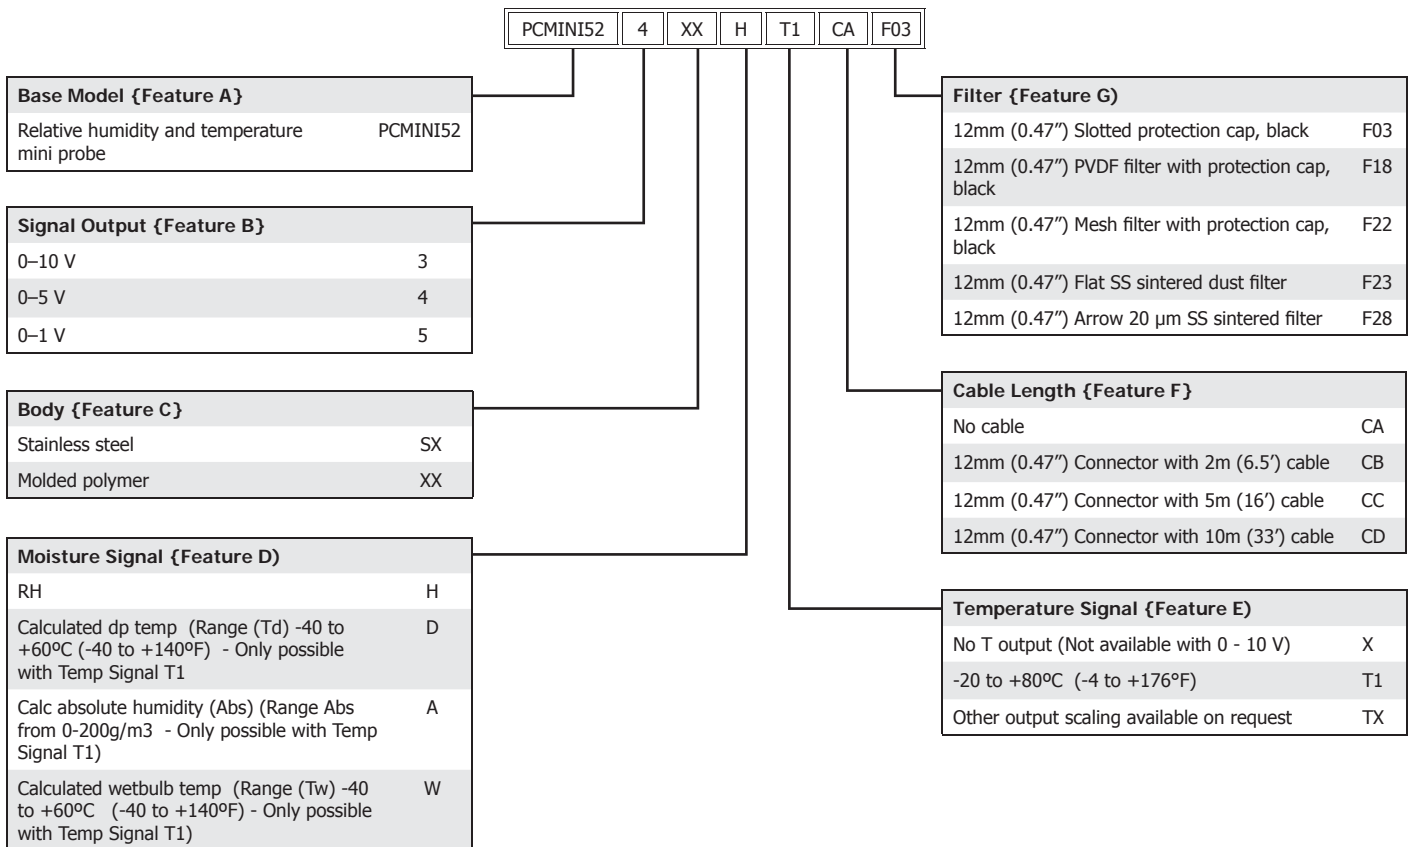 PCMINI52 4 XX H T1 CA F03
Base Model {Feature A}
Relative humidity and temperature PCMINI52
mini probe
Signal Output {Feature B}
0–10 V 3
0–5 V 4
0–1 V 5
Body {Feature C}
Stainless steel SX
Molded polymer XX
Moisture Signal {Feature D)
RH H
Calculated dp temp (Range (Td) -40 to D
+60ºC (-40 to +140ºF) - Only possible
with Temp Signal T1
Calc absolute humidity (Abs) (Range Abs A
from 0-200g/m3 - Only possible with Temp
Signal T1)
Calculated wetbulb temp (Range (Tw) -40 W
to +60ºC (-40 to +140ºF) - Only possible
with Temp Signal T1)
Filter {Feature G)
12mm (0.47″) Slotted protection cap, black F03
12mm (0.47″) PVDF filter with protection cap, F18
black
12mm (0.47″) Mesh filter with protection cap, F22
black
12mm (0.47″) Flat SS sintered dust filter F23
12mm (0.47″) Arrow 20 µm SS sintered filter F28
Cable Length {Feature F}
No cable CA
12mm (0.47″) Connector with 2m (6.5′) cable CB
12mm (0.47″) Connector with 5m (16′) cable CC
12mm (0.47″) Connector with 10m (33′) cable CD
Temperature Signal {Feature E)
No T output (Not available with 0 - 10 V) X
-20 to +80ºC (-4 to +176°F) T1
Other output scaling available on request TX